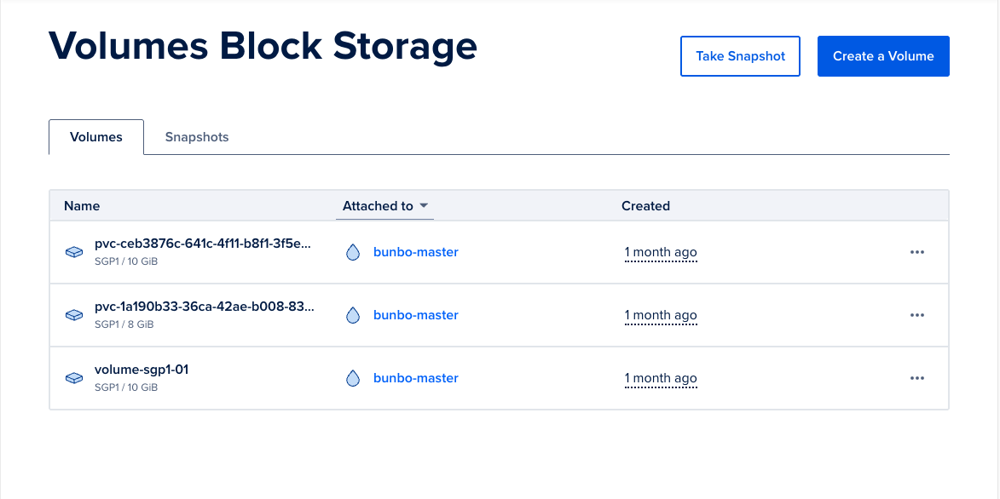 Volumes Block Storage
Take Snapshot
Create a Volume
Volumes
Snapshots
Name
Attached to
Created
pvc-ceb3876c-641c-4f11-b8f1-3f5e...
SGP1 / 10 GiB
bunbo-master
1 month ago
pvc-1a190b33-36ca-42ae-b008-83...
SGP1 / 8 GiB
bunbo-master
1 month ago
volume-sgp1-01
SGP1 / 10 GiB
bunbo-master
1 month ago